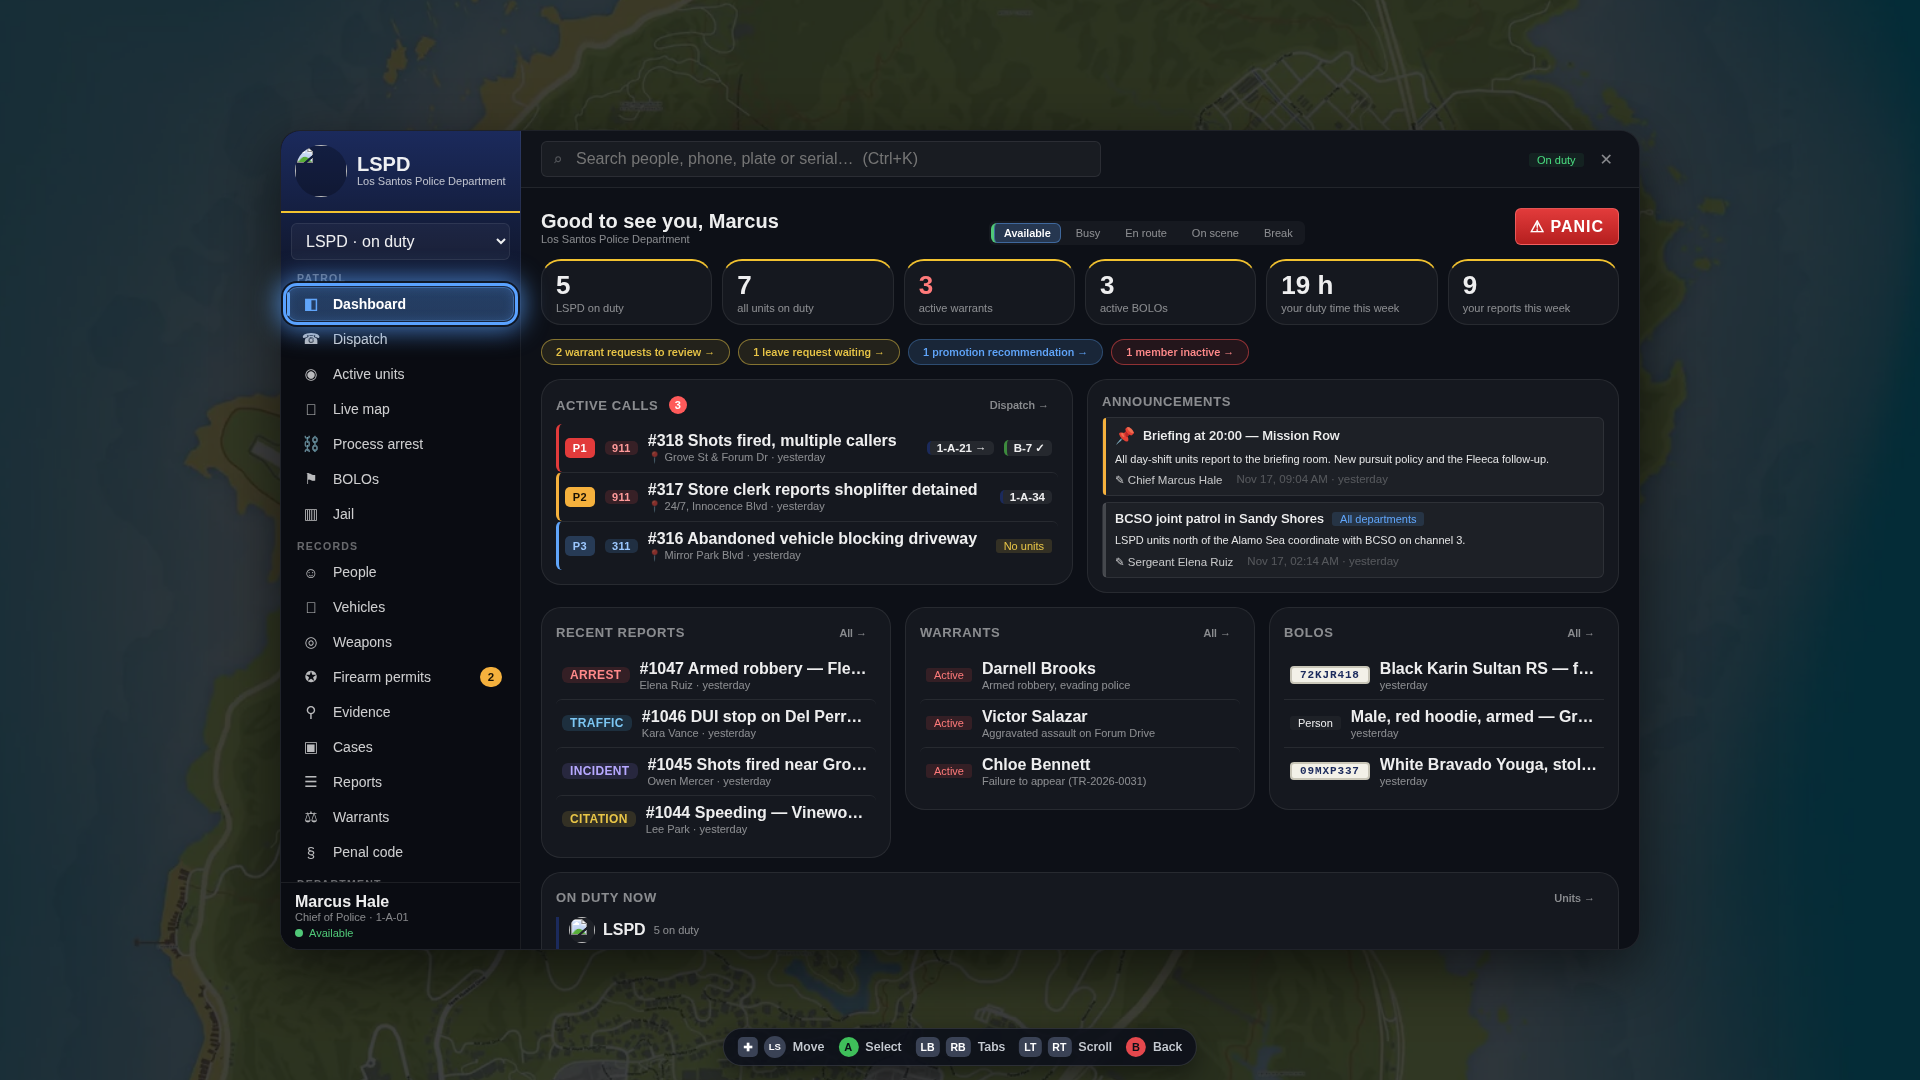 LSPD
Los Santos Police Department
LSPD · on duty
PATROL
Dashboard
Dispatch
Active units
Live map
Process arrest
BOLOs
Jail
RECORDS
People
Vehicles
Weapons
Firearm permits 2
Evidence
Cases
Reports
Warrants
§ Penal code
DEPARTMENT
Marcus Hale
Chief of Police · 1-A-01
Available
Search people, phone, plate or serial… (Ctrl+K)
On duty ✕
Good to see you, Marcus
Los Santos Police Department
Available Busy En route On scene Break
⚠ PANIC
5
LSPD on duty
7
all units on duty
3
active warrants
3
active BOLOs
19 h
your duty time this week
9
your reports this week
2 warrant requests to review →
1 leave request waiting →
1 promotion recommendation →
1 member inactive →
ACTIVE CALLS 3 Dispatch →
P1 911 #318 Shots fired, multiple callers 1-A-21 → B-7 ✓
📍 Grove St & Forum Dr · yesterday
P2 911 #317 Store clerk reports shoplifter detained 1-A-34
📍 24/7, Innocence Blvd · yesterday
P3 311 #316 Abandoned vehicle blocking driveway No units
📍 Mirror Park Blvd · yesterday
ANNOUNCEMENTS
📌 Briefing at 20:00 — Mission Row
All day-shift units report to the briefing room. New pursuit policy and the Fleeca follow-up.
✎ Chief Marcus Hale Nov 17, 09:04 AM · yesterday
BCSO joint patrol in Sandy Shores All departments
LSPD units north of the Alamo Sea coordinate with BCSO on channel 3.
✎ Sergeant Elena Ruiz Nov 17, 02:14 AM · yesterday
RECENT REPORTS All →
ARREST #1047 Armed robbery — Fle…
Elena Ruiz · yesterday
TRAFFIC #1046 DUI stop on Del Perr…
Kara Vance · yesterday
INCIDENT #1045 Shots fired near Gro…
Owen Mercer · yesterday
CITATION #1044 Speeding — Vinewo…
Lee Park · yesterday
WARRANTS All →
Active Darnell Brooks
Armed robbery, evading police
Active Victor Salazar
Aggravated assault on Forum Drive
Active Chloe Bennett
Failure to appear (TR-2026-0031)
BOLOS All →
72KJR418 Black Karin Sultan RS — f…
yesterday
Person Male, red hoodie, armed — Gr…
yesterday
09MXP337 White Bravado Youga, stol…
yesterday
ON DUTY NOW Units →
LSPD 5 on duty
LS Move A Select LB RB Tabs LT RT Scroll B Back